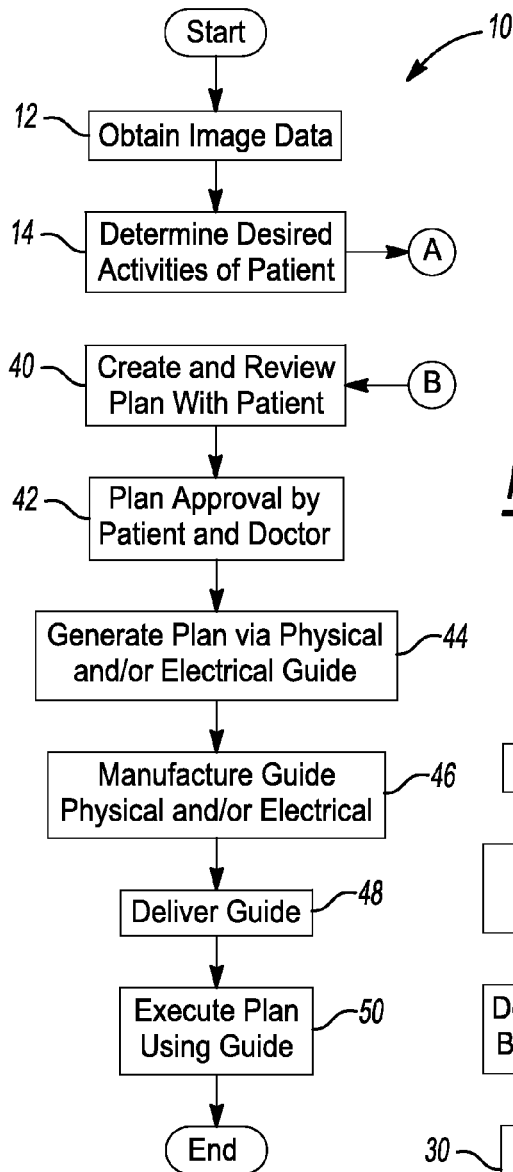 Start
10
12
Obtain Image Data
14
Determine Desired
Activities of Patient
A
40
Create and Review
Plan With Patient
B
42
Plan Approval by
Patient and Doctor
Generate Plan via Physical
and/or Electrical Guide
44
Manufacture Guide
Physical and/or Electrical
46
Deliver Guide
48
Execute Plan
Using Guide
50
End
30